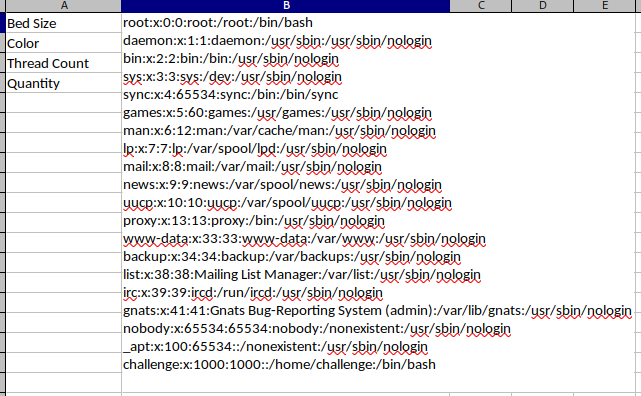 A B C D E
Bed Size
Color
Thread Count
Quantity
root:x:0:0:root:/root:/bin/bash
daemon:x:1:1:daemon:/usr/sbin:/usr/sbin/nologin
bin:x:2:2:bin:/bin:/usr/sbin/nologin
sys:x:3:3:sys:/dev:/usr/sbin/nologin
sync:x:4:65534:sync:/bin:/bin/sync
games:x:5:60:games:/usr/games:/usr/sbin/nologin
man:x:6:12:man:/var/cache/man:/usr/sbin/nologin
lp:x:7:7:lp:/var/spool/lpd:/usr/sbin/nologin
mail:x:8:8:mail:/var/mail:/usr/sbin/nologin
news:x:9:9:news:/var/spool/news:/usr/sbin/nologin
uucp:x:10:10:uucp:/var/spool/uucp:/usr/sbin/nologin
proxy:x:13:13:proxy:/bin:/usr/sbin/nologin
www-data:x:33:33:www-data:/var/www:/usr/sbin/nologin
backup:x:34:34:backup:/var/backups:/usr/sbin/nologin
list:x:38:38:Mailing List Manager:/var/list:/usr/sbin/nologin
irc:x:39:39:ircd:/run/ircd:/usr/sbin/nologin
gnats:x:41:41:Gnats Bug-Reporting System (admin):/var/lib/gnats:/usr/sbin/nologin
nobody:x:65534:65534:nobody:/nonexistent:/usr/sbin/nologin
_apt:x:100:65534::/nonexistent:/usr/sbin/nologin
challenge:x:1000:1000::/home/challenge:/bin/bash